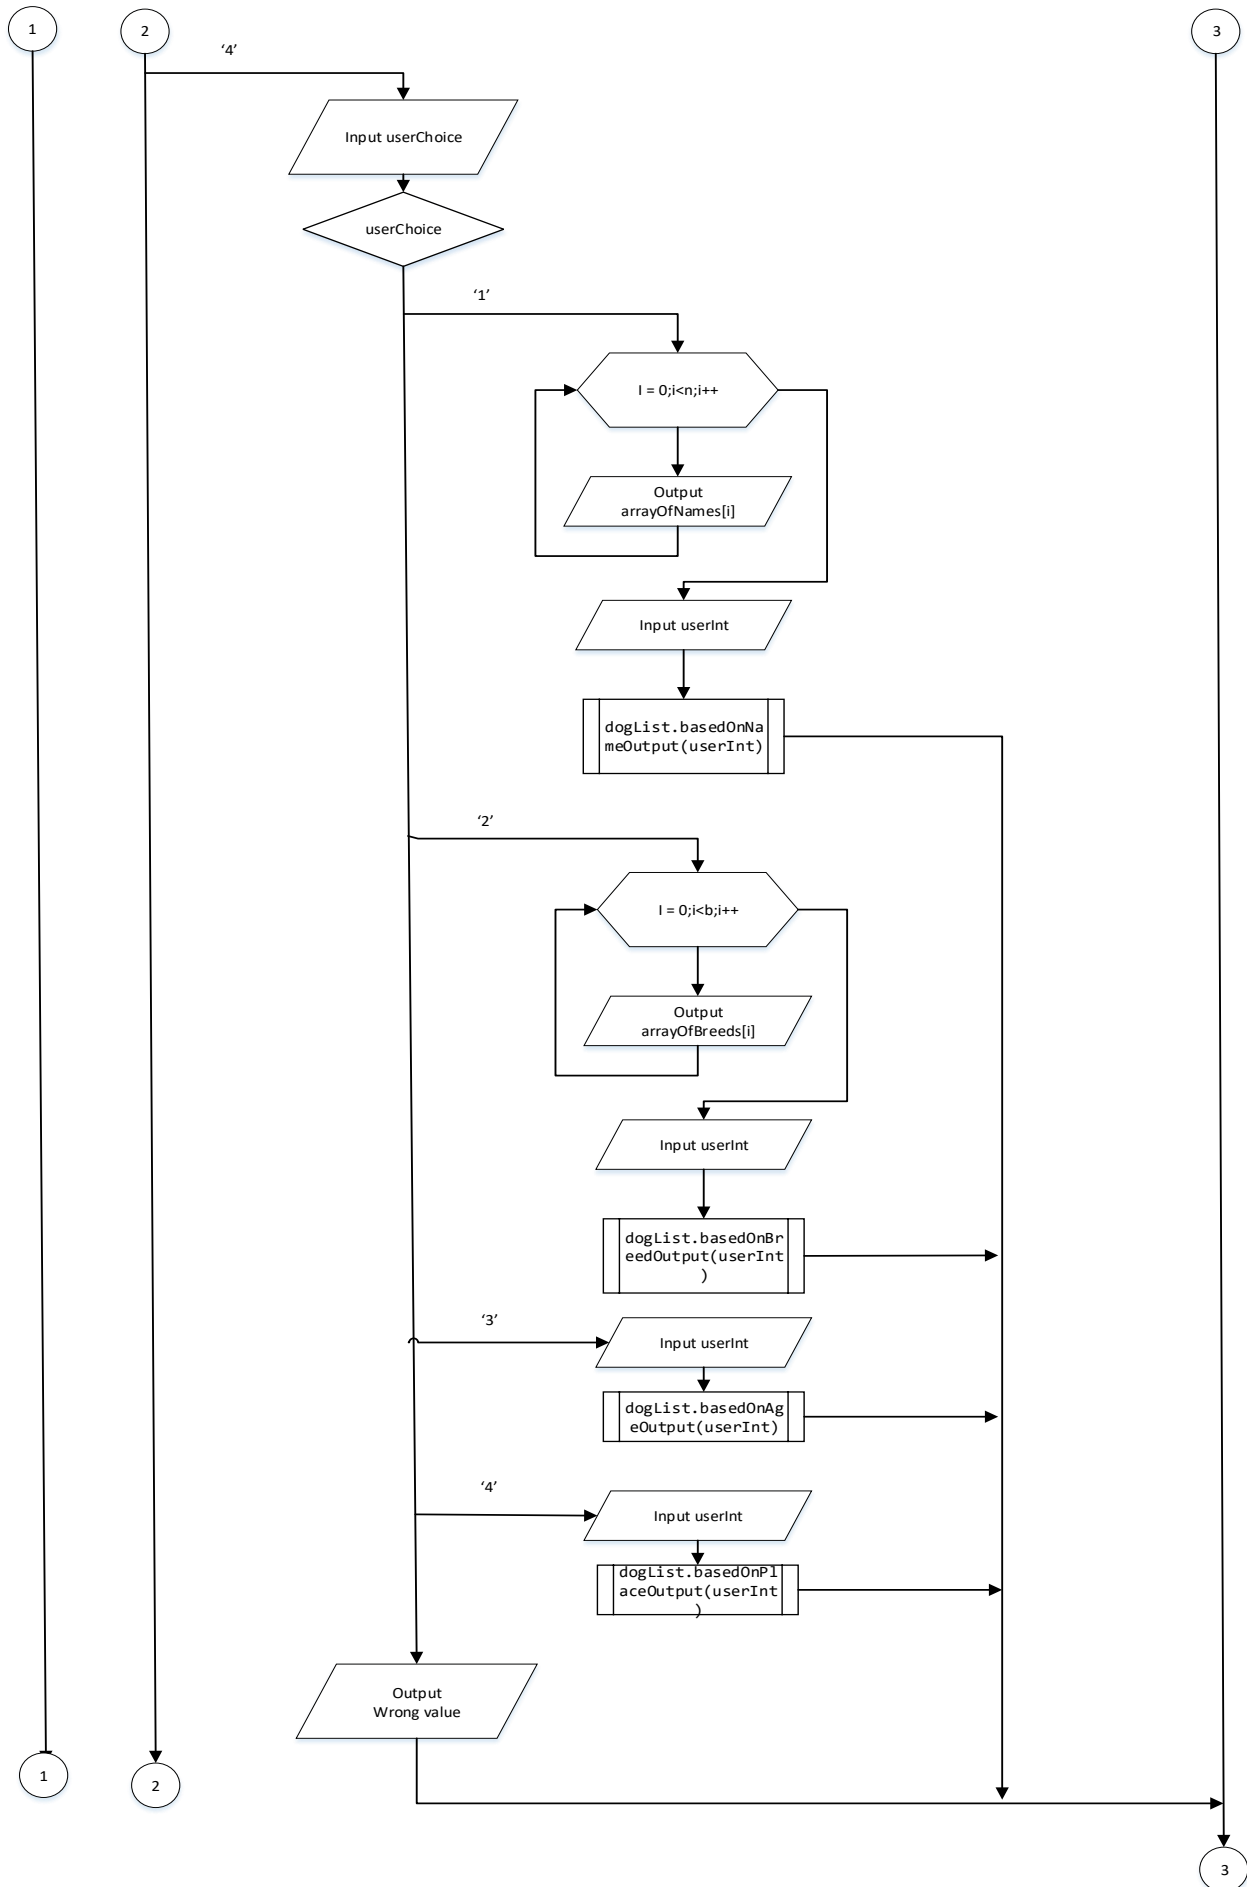 1
2
3
‘4’
Input userChoice
userChoice
‘1’
I = 0;i<n;i++
Output
arrayOfNames[i]
Input userInt
dogList.basedOnNa
meOutput(userInt)
‘2’
I = 0;i<b;i++
Output
arrayOfBreeds[i]
Input userInt
dogList.basedOnBr
eedOutput(userInt
)
‘3’
Input userInt
dogList.basedOnAg
eOutput(userInt)
‘4’
Input userInt
dogList.basedOnPl
aceOutput(userInt
)
Output
Wrong value
1
2
3